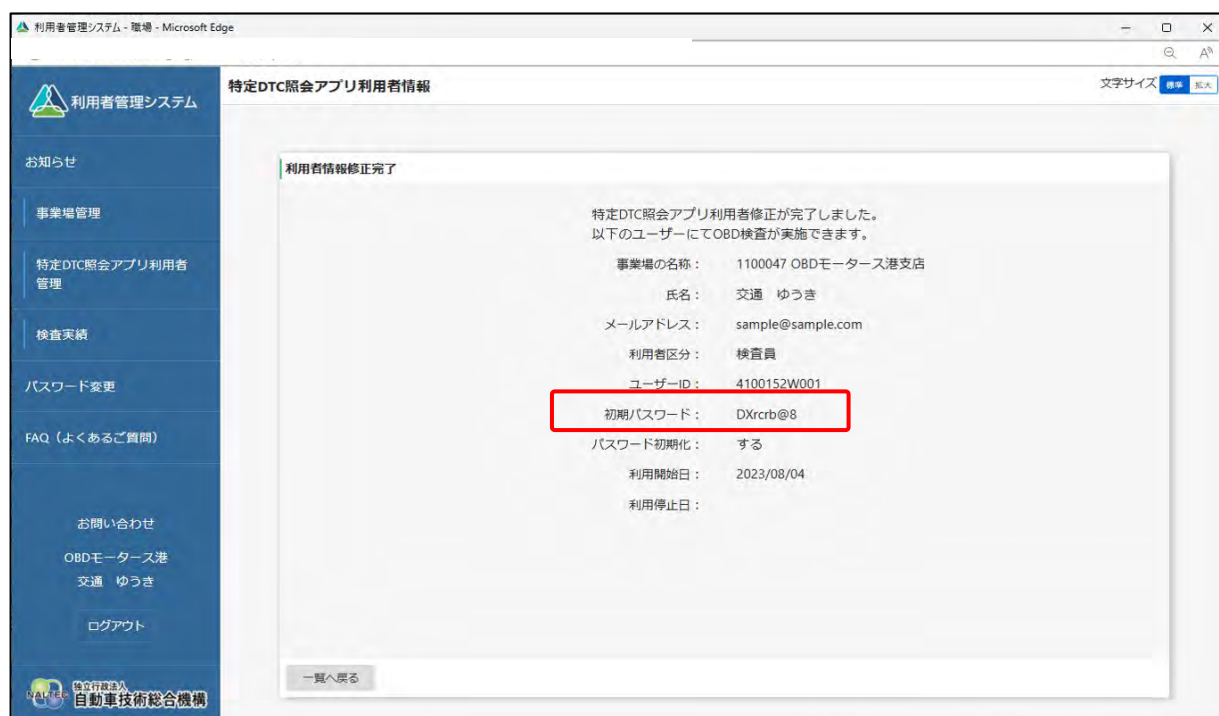 利用者管理システム - 職場 - Microsoft Edge
利用者管理システム
特定DTC照会アプリ利用者情報
文字サイズ 標準 拡大
お知らせ
事業場管理
特定DTC照会アプリ利用者
管理
検査実績
パスワード変更
FAQ（よくあるご質問）
お問い合わせ
OBDモータース港
交通　ゆうき
ログアウト
NALTEC 独立行政法人
自動車技術総合機構
利用者情報修正完了
特定DTC照会アプリ利用者修正が完了しました。
以下のユーザーにてOBD検査が実施できます。
事業場の名称： 1100047 OBDモータース港支店
氏名： 交通　ゆうき
メールアドレス： sample@sample.com
利用者区分： 検査員
ユーザーID： 4100152W001
初期パスワード： DXrcrb@8
パスワード初期化： する
利用開始日： 2023/08/04
利用停止日：
一覧へ戻る